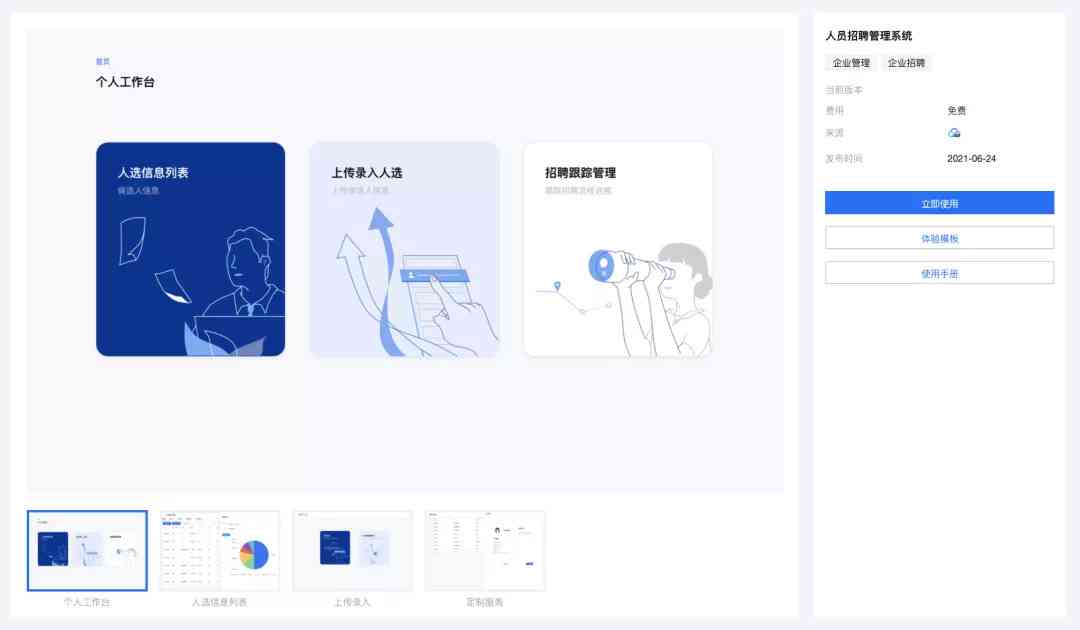 首页
个人工作台
人选信息列表
候选人信息
上传录入人选
上传候选人信息
招聘跟踪管理
跟踪招聘流程进展
个人工作台
人选信息列表
上传录入
定制服务
人员招聘管理系统
企业管理 企业招聘
当前版本
费用 免费
来源
发布时间 2021-06-24
立即使用
体验模板
使用手册